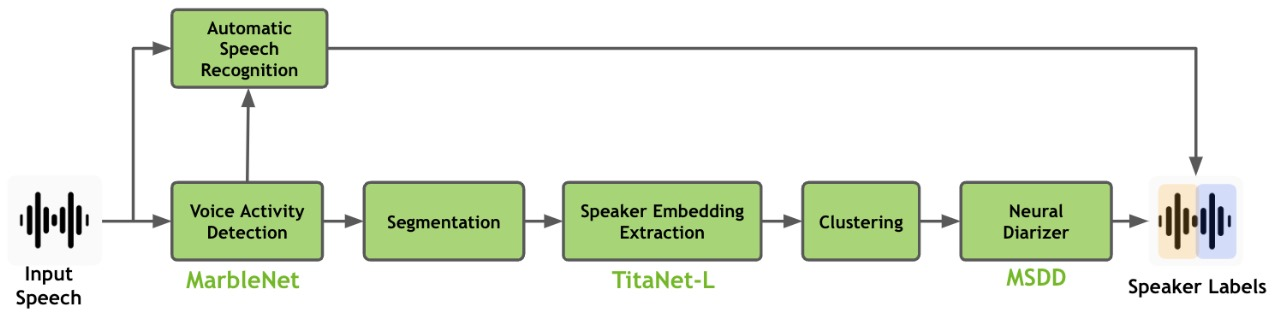 Automatic
Speech
Recognition
Voice Activity
Detection
Segmentation
Speaker Embedding
Extraction
Clustering
Neural
Diarizer
Input
Speech
MarbleNet
TitaNet-L
MSDD
Speaker Labels